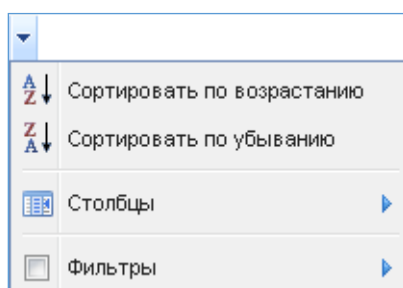 Сортировать по возрастанию
Сортировать по убыванию
Столбцы
Фильтры